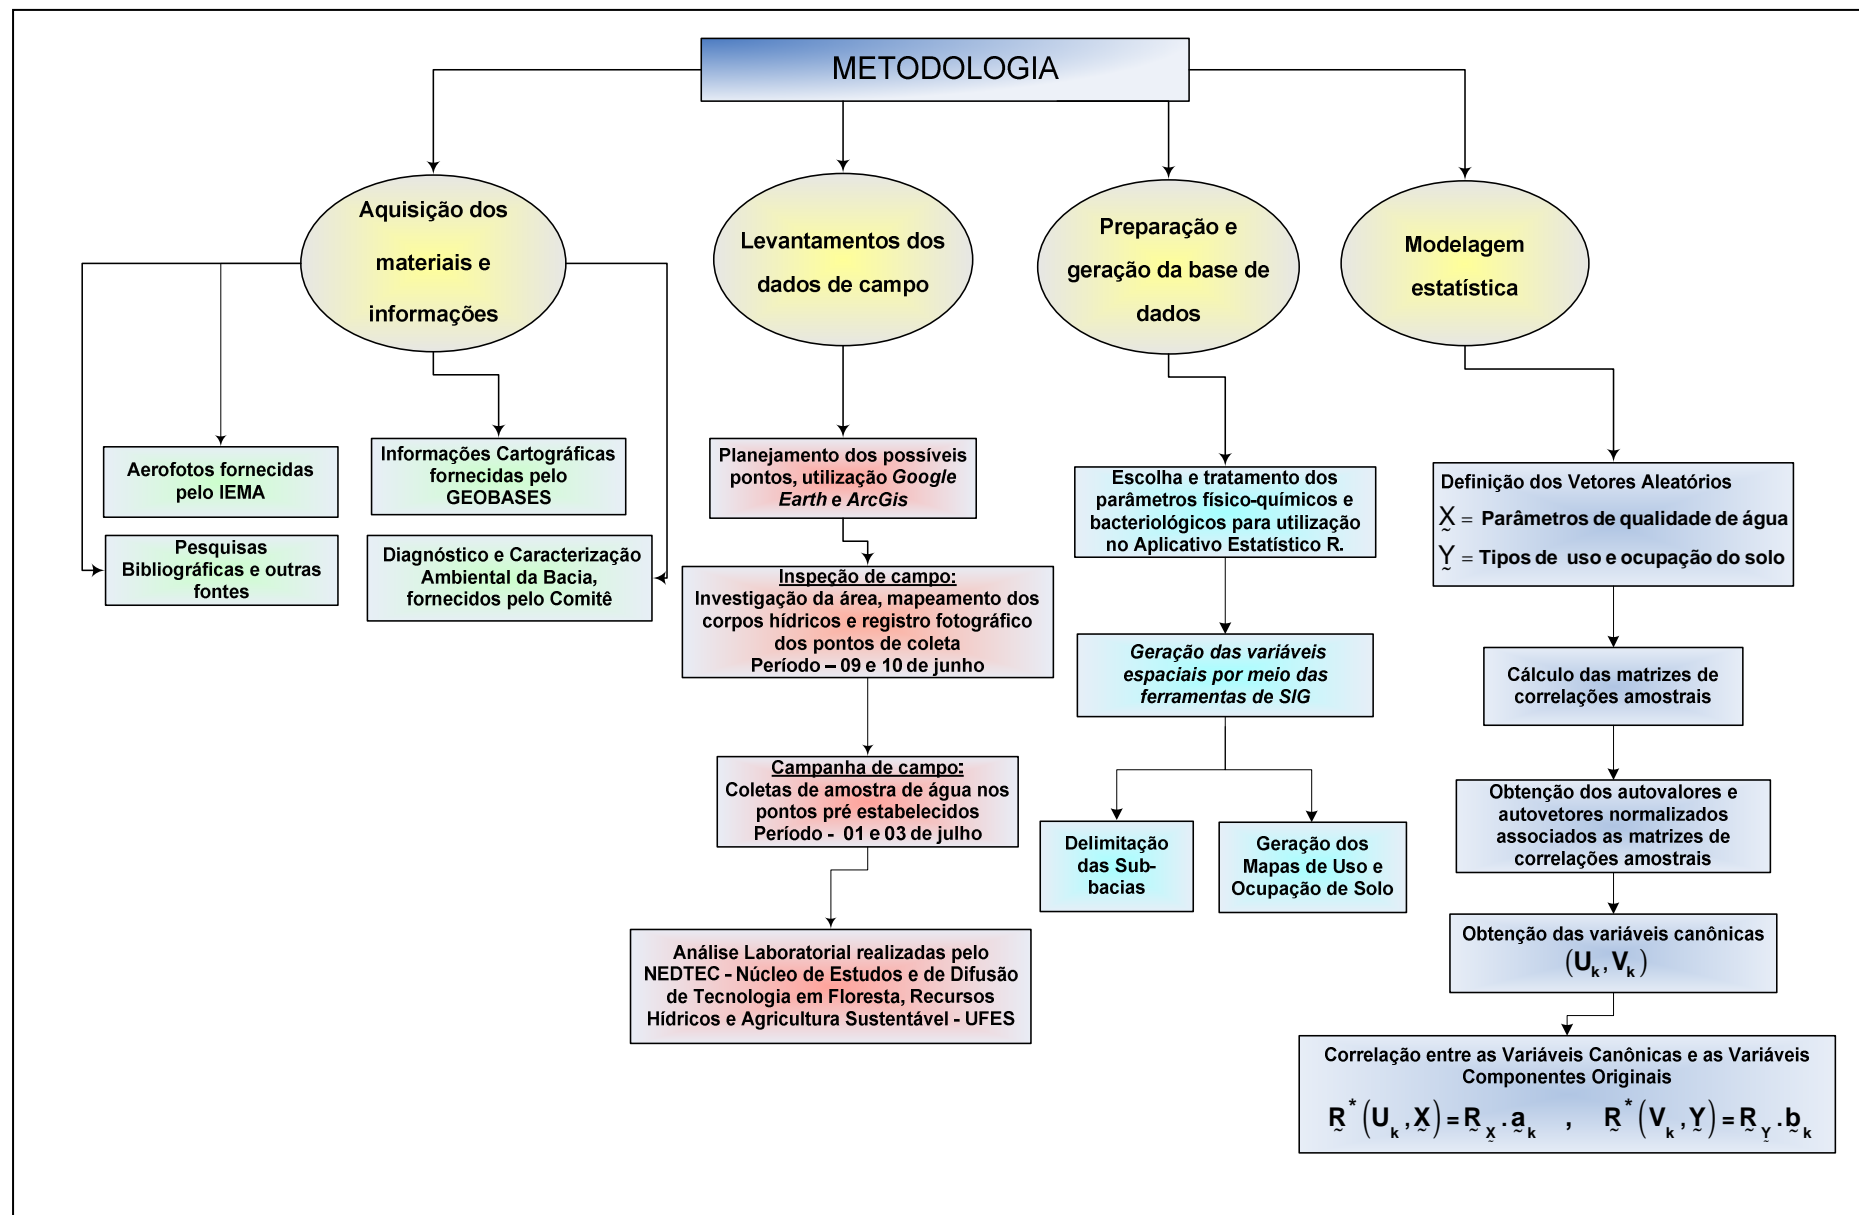 METODOLOGIA
Aquisição dos
materiais e
informações
Levantamentos dos
dados de campo
Preparação e
geração da base de
dados
Modelagem
estatística
Aerofotos fornecidas
pelo IEMA
Informações Cartográficas
fornecidas pelo
GEOBASES
Pesquisas
Bibliográficas e outras
fontes
Diagnóstico e Caracterização
Ambiental da Bacia,
fornecidos pelo Comitê
Planejamento dos possíveis
pontos, utilização Google
Earth e ArcGis
Inspeção de campo:
Investigação da área, mapeamento dos
corpos hídricos e registro fotográfico
dos pontos de coleta
Período – 09 e 10 de junho
Campanha de campo:
Coletas de amostra de água nos
pontos pré estabelecidos
Período - 01 e 03 de julho
Análise Laboratorial realizadas pelo
NEDTEC - Núcleo de Estudos e de Difusão
de Tecnologia em Floresta, Recursos
Hídricos e Agricultura Sustentável - UFES
Escolha e tratamento dos
parâmetros físico-químicos e
bacteriológicos para utilização
no Aplicativo Estatístico R.
Geração das variáveis
espaciais por meio das
ferramentas de SIG
Delimitação
das Sub-
bacias
Geração dos
Mapas de Uso e
Ocupação de Solo
Definição dos Vetores Aleatórios
X̰ = Parâmetros de qualidade de água
Y̰ = Tipos de uso e ocupação do solo
Cálculo das matrizes de
correlações amostrais
Obtenção dos autovalores e
autovetores normalizados
associados as matrizes de
correlações amostrais
Obtenção das variáveis canônicas
(U_k, V_k)
Correlação entre as Variáveis Canônicas e as Variáveis
Componentes Originais
R̰*(U_k, X̰) = R̰_X̰ . a̰_k , R̰*(V_k, Y̰) = R̰_Y̰ . b̰_k